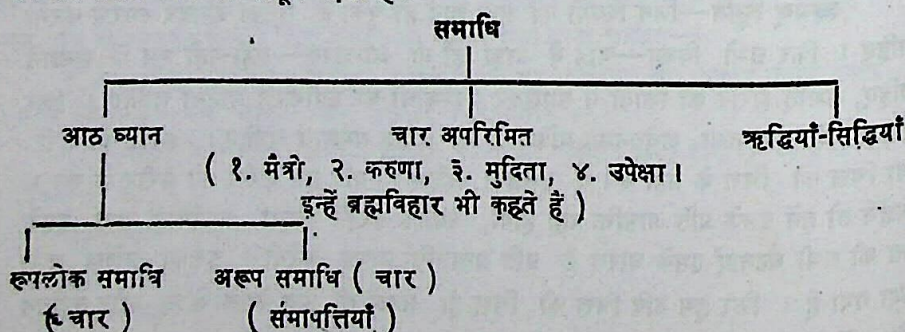 समाधि
आठ ध्यान चार अपरिमित ऋद्धियाँ-सिद्धियाँ
( १. मैत्रो, २. करुणा, ३. मुदिता, ४. उपेक्षा ।
इन्हें ब्रह्मविहार भी कहते हैं )
रूपलोक समाधि अरूप समाधि ( चार )
( चार ) ( समापत्तियाँ )